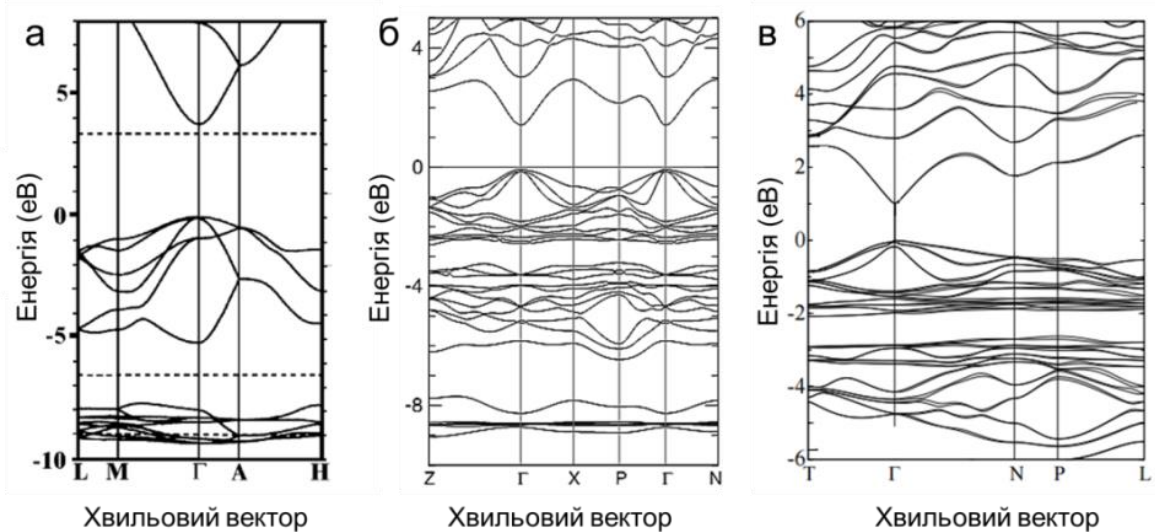 а
Енергія (еВ)
5
0
-5
-10
L M Γ A H
Хвильовий вектор
б
Енергія (еВ)
4
0
-4
-8
Z Γ X P Γ N
Хвильовий вектор
в
Енергія (еВ)
6
4
2
0
-2
-4
-6
T Γ N P L
Хвильовий вектор